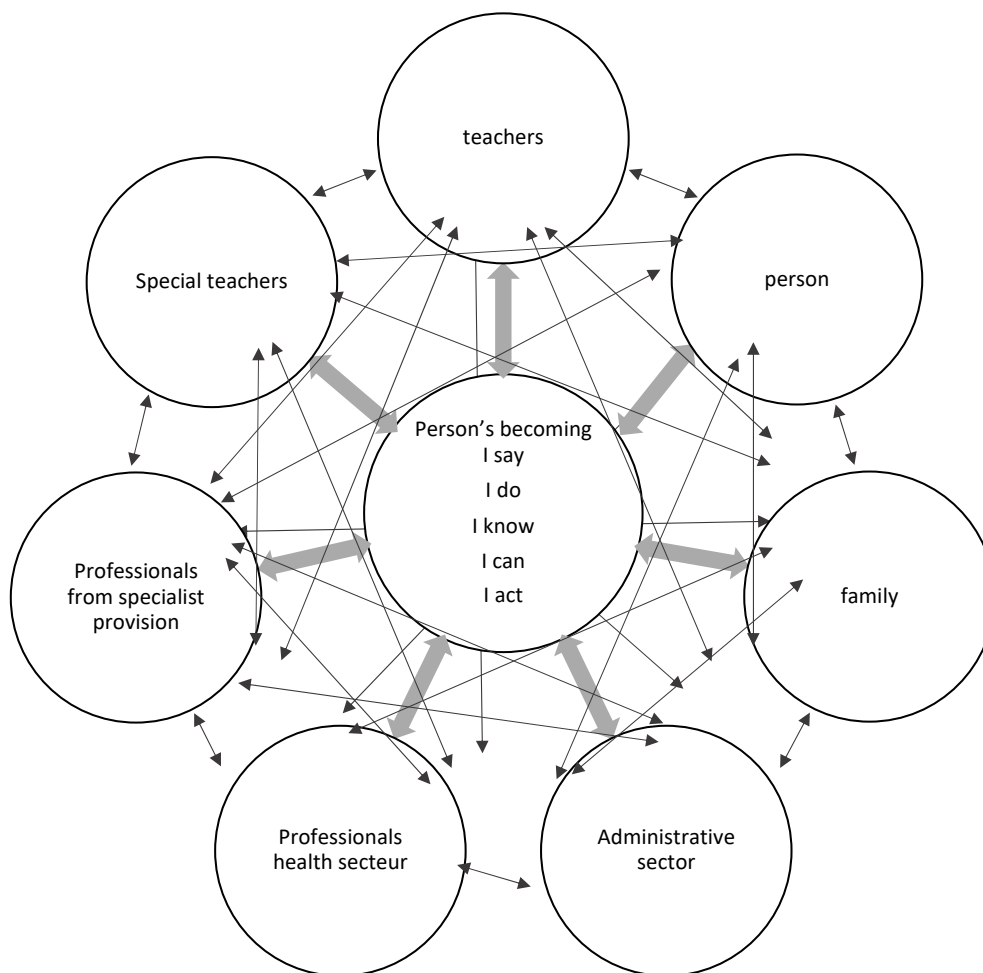 teachers
Special teachers
person
Person's becoming
I say
I do
I know
I can
I act
Professionals
from specialist
provision
family
Professionals
health secteur
Administrative
sector